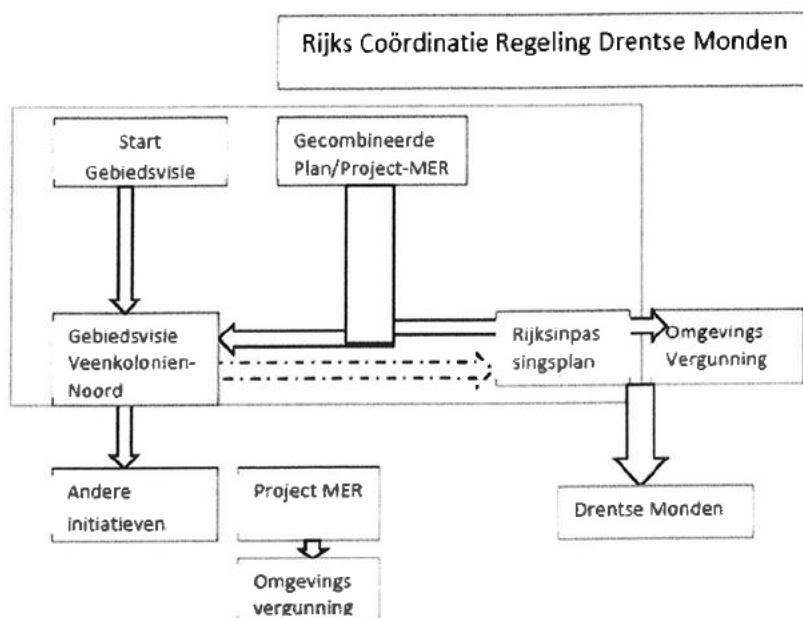 Rijks Coördinatie Regeling Drentse Monden
Start
Gebiedsvisie
Gecombineerde
Plan/Project-MER
Gebiedsvisie
Veenkolonien-
Noord
Rijksinpas
singsplan
Omgevings
Vergunning
Andere
initiatieven
Project MER
Drentse Monden
Omgevings
vergunning